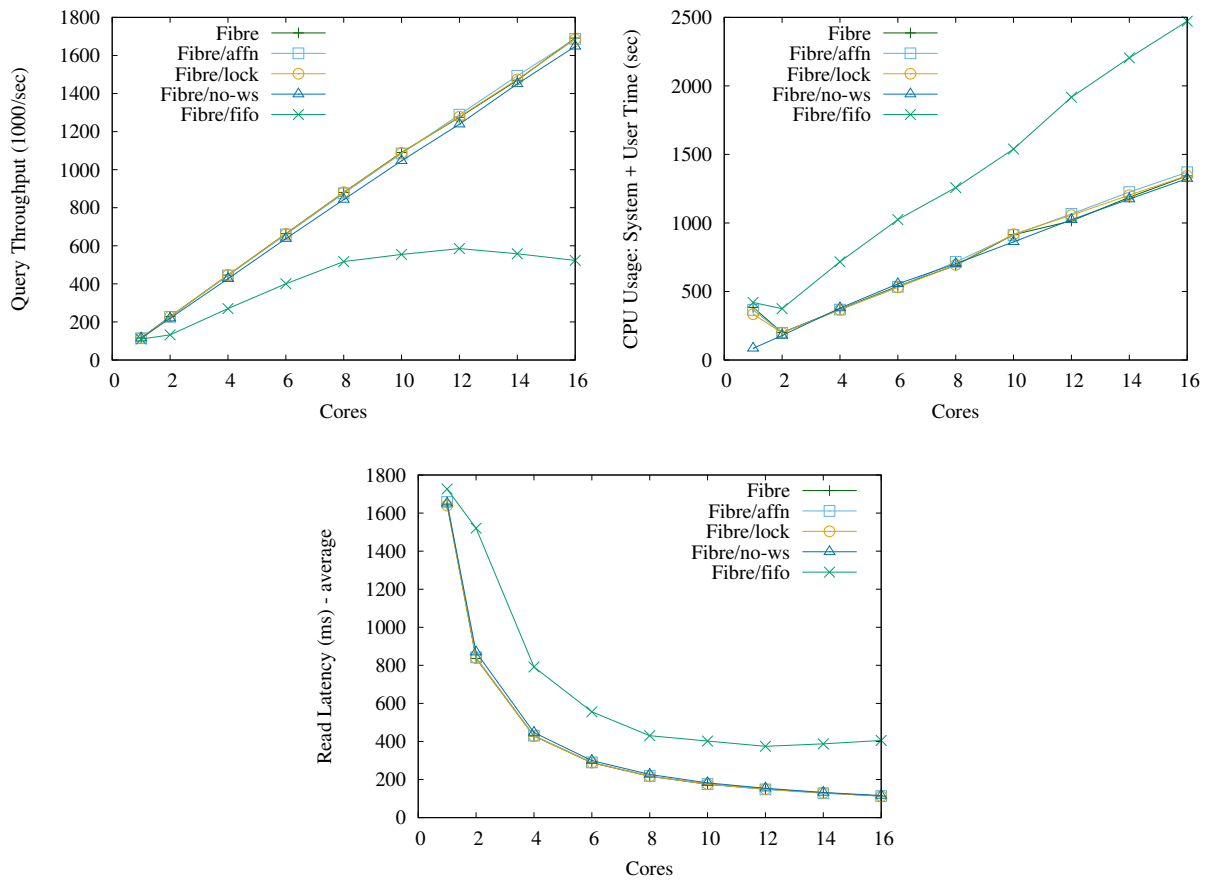 Query Throughput (1000/sec)
1800
1600
1400
1200
1000
800
600
400
200
0
Fibre
Fibre/affn
Fibre/lock
Fibre/no-ws
Fibre/fifo
0 2 4 6 8 10 12 14 16
Cores
CPU Usage: System + User Time (sec)
2500
2000
1500
1000
500
0
Fibre
Fibre/affn
Fibre/lock
Fibre/no-ws
Fibre/fifo
0 2 4 6 8 10 12 14 16
Cores
Read Latency (ms) - average
1800
1600
1400
1200
1000
800
600
400
200
0
Fibre
Fibre/affn
Fibre/lock
Fibre/no-ws
Fibre/fifo
0 2 4 6 8 10 12 14 16
Cores